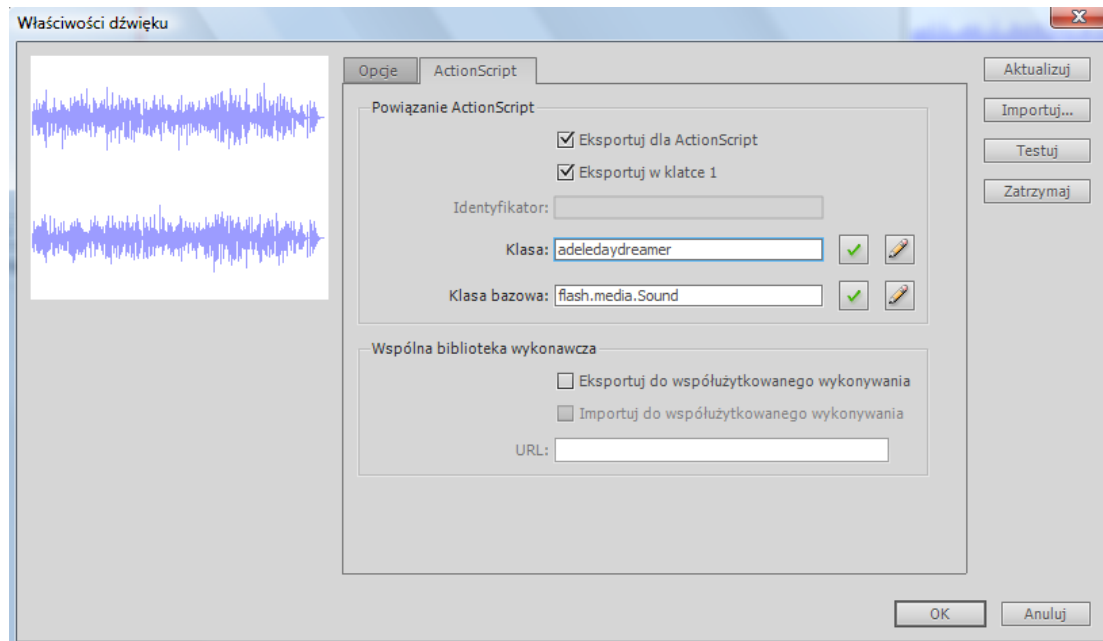 Właściwości dźwięku
Opcje
ActionScript
Aktualizuj
Importuj...
Testuj
Zatrzymaj
Powiązanie ActionScript
Eksportuj dla ActionScript
Eksportuj w klatce 1
Identyfikator:
Klasa: adeledaydreamer
Klasa bazowa: flash.media.Sound
Wspólna biblioteka wykonawcza
Eksportuj do współużytkowanego wykonywania
Importuj do współużytkowanego wykonywania
URL:
OK
Anuluj